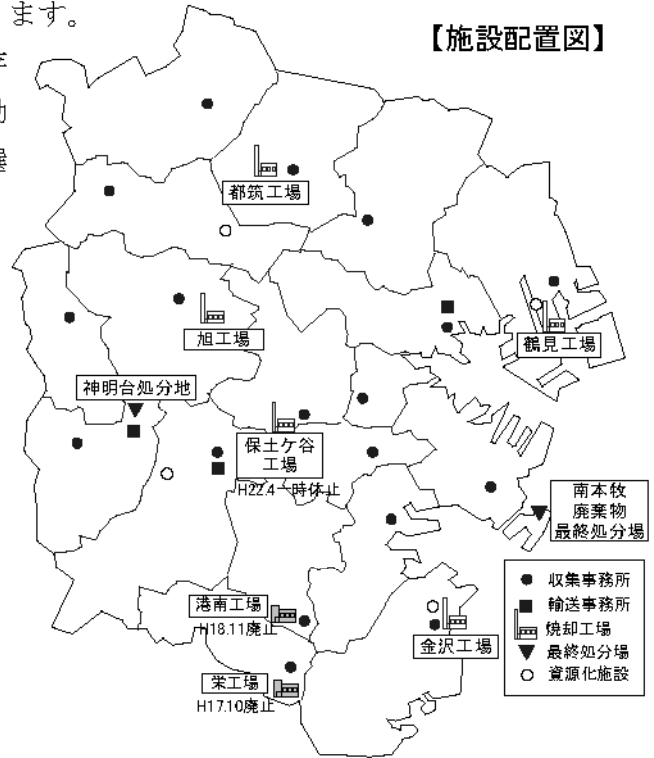 ます。
【施設配置図】
都筑工場
旭工場
鶴見工場
神明台処分地
保土ケ谷
工場
H22.4一時休止
南本牧
廃棄物
最終処分場
港南工場
H18.11廃止
金沢工場
栄工場
H17.10廃止
収集事務所
輸送事務所
焼却工場
最終処分場
資源化施設